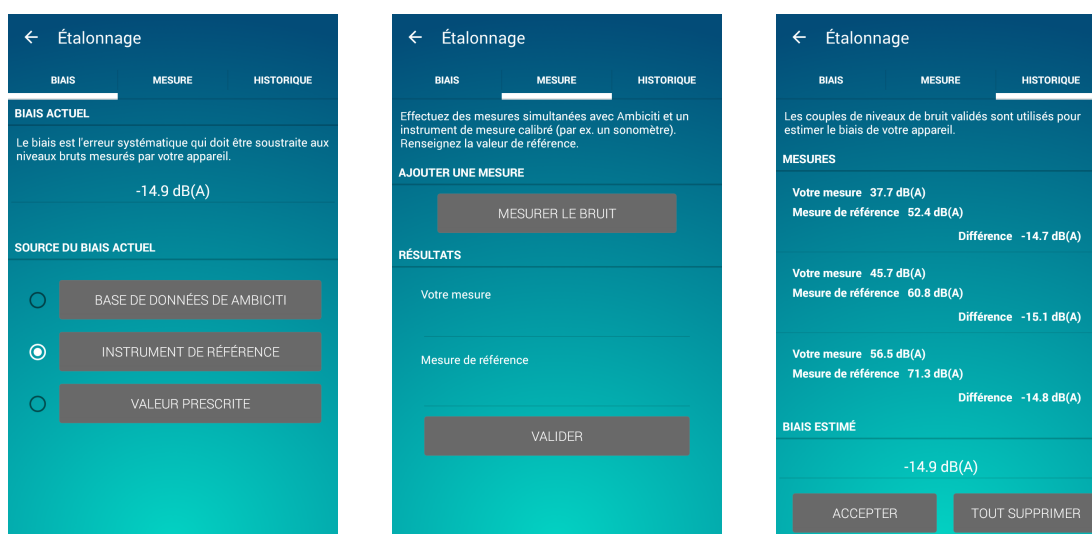 Étalonnage
BIAIS MESURE HISTORIQUE
BIAIS ACTUEL
Le biais est l'erreur systématique qui doit être soustraite aux
niveaux bruts mesurés par votre appareil.
-14.9 dB(A)
SOURCE DU BIAIS ACTUEL
BASE DE DONNÉES DE AMBICITI
INSTRUMENT DE RÉFÉRENCE
VALEUR PRESCRITE
Étalonnage
BIAIS MESURE HISTORIQUE
Effectuez des mesures simultanées avec Ambiciti et un
instrument de mesure calibré (par ex. un sonomètre).
Renseignez la valeur de référence.
AJOUTER UNE MESURE
MESURER LE BRUIT
RÉSULTATS
Votre mesure
Mesure de référence
VALIDER
Étalonnage
BIAIS MESURE HISTORIQUE
Les couples de niveaux de bruit validés sont utilisés pour
estimer le biais de votre appareil.
MESURES
Votre mesure 37.7 dB(A)
Mesure de référence 52.4 dB(A)
Différence -14.7 dB(A)
Votre mesure 45.7 dB(A)
Mesure de référence 60.8 dB(A)
Différence -15.1 dB(A)
Votre mesure 56.5 dB(A)
Mesure de référence 71.3 dB(A)
Différence -14.8 dB(A)
BIAIS ESTIMÉ
-14.9 dB(A)
ACCEPTER TOUT SUPPRIMER